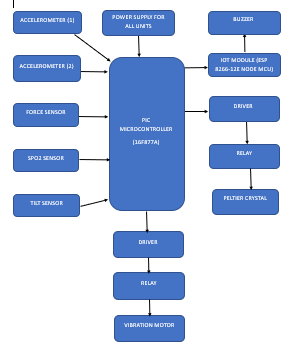 ACCELEROMETER (1)
POWER SUPPLY FOR
ALL UNITS
BUZZER
ACCELEROMETER (2)
IOT MODULE (ESP
8266-12E NODE MCU)
FORCE SENSOR
PIC
MICROCONTROLLER
(16F877A)
DRIVER
SPO2 SENSOR
RELAY
TILT SENSOR
PELTIER CRYSTAL
DRIVER
RELAY
VIBRATION MOTOR